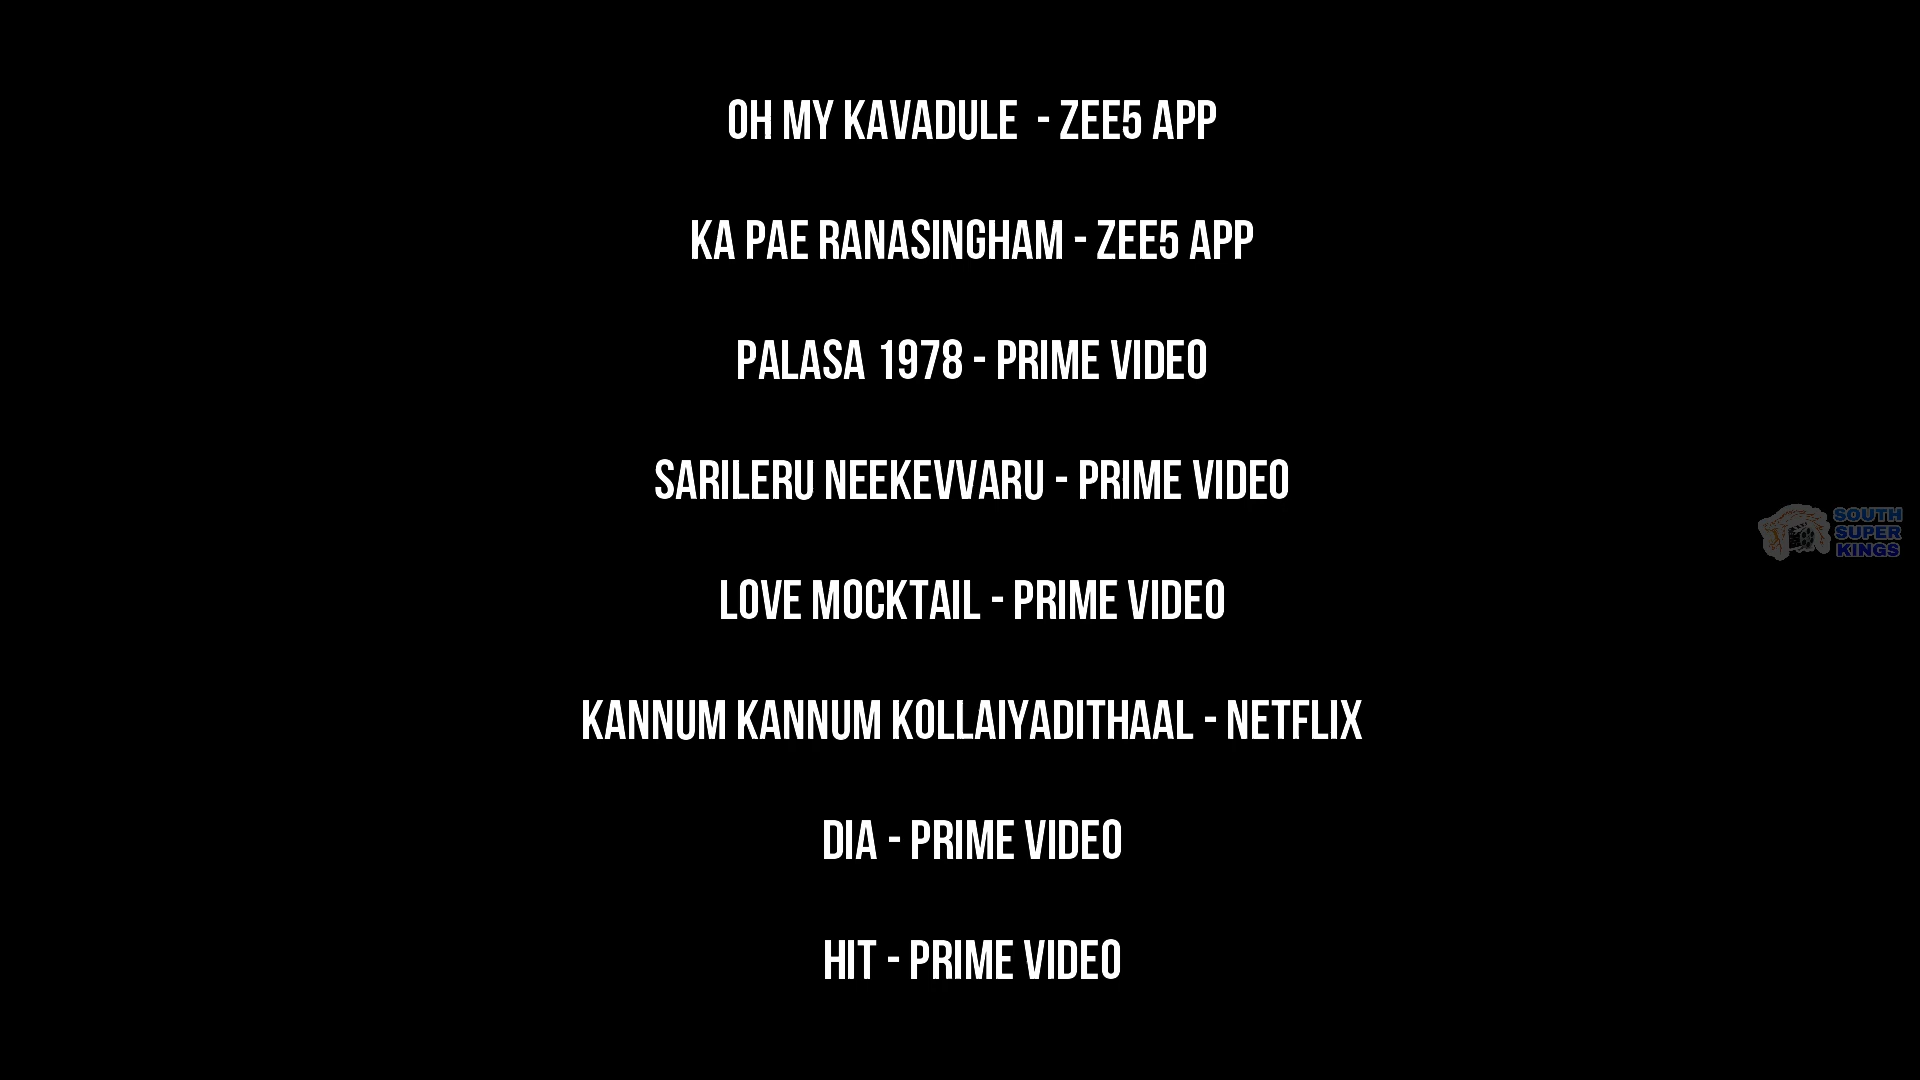 OH MY KAVADULE - ZEE5 APP
KA PAE RANASINGHAM - ZEE5 APP
PALASA 1978 - PRIME VIDEO
SARILERU NEEKEVVARU - PRIME VIDEO
SOUTH
SUPER
KINGS
LOVE MOCKTAIL - PRIME VIDEO
KANNUM KANNUM KOLLAIYADITHAAL - NETFLIX
DIA - PRIME VIDEO
HIT - PRIME VIDEO